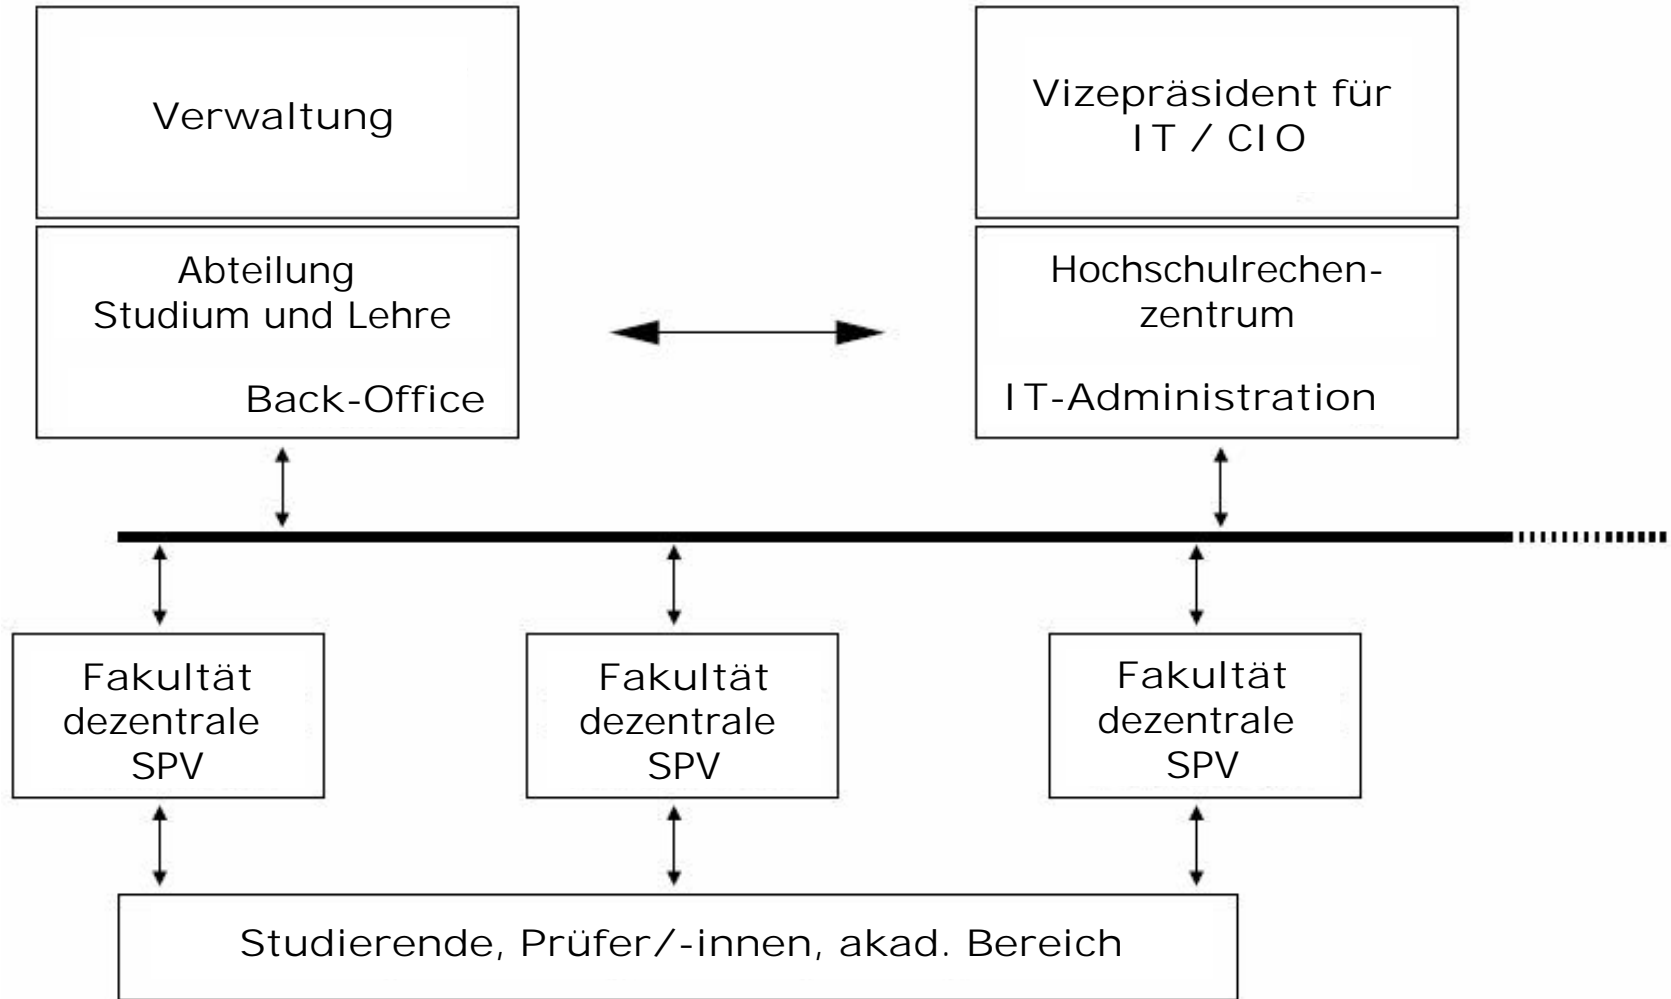 Verwaltung
Vizepräsident für
IT / CIO
Abteilung
Studium und Lehre
Back-Office
Hochschulrechen-
zentrum
IT-Administration
Fakultät
dezentrale
SPV
Fakultät
dezentrale
SPV
Fakultät
dezentrale
SPV
Studierende, Prüfer/-innen, akad. Bereich